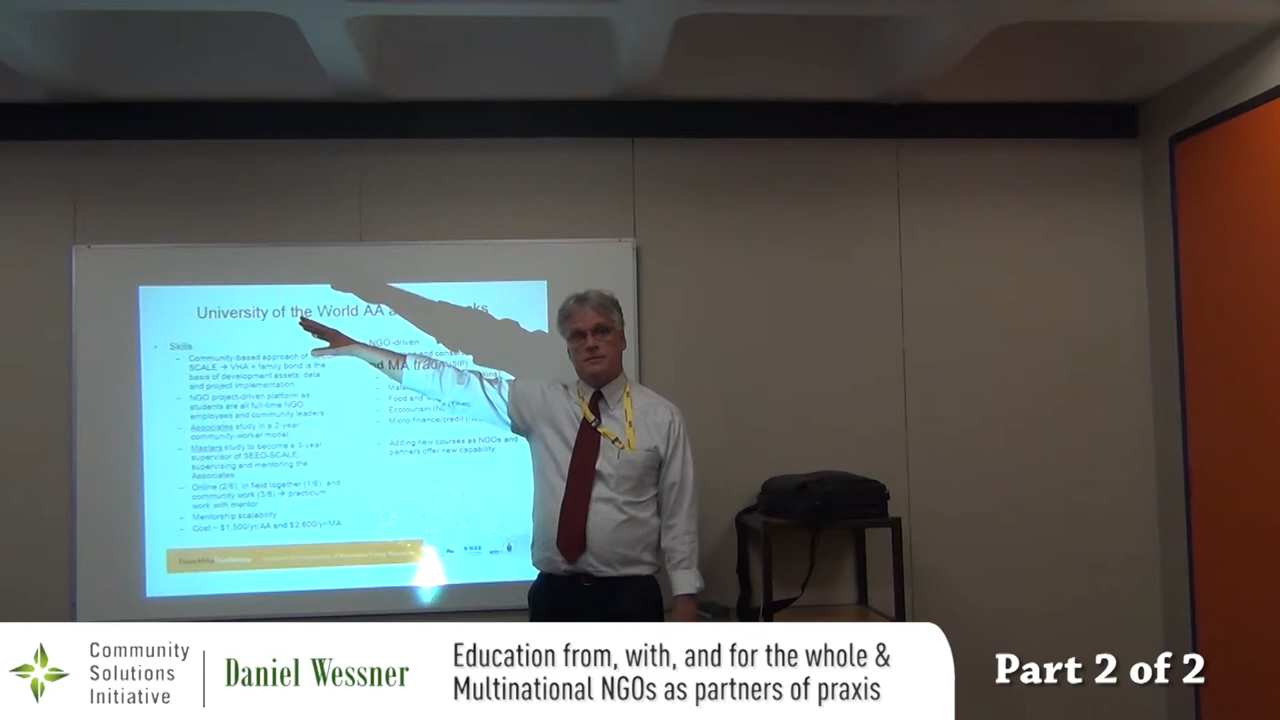 University of the World AA a
Skills
Community-based approach of SEED-
SCALE → VHA + family bond is the
basis of development assets, data
and project implementation
NGO project-driven platform as
students are all full-time NGO
employees and community leaders
Associates study in a 2-year
community-worker model
Masters study to become a 3-year
supervisor of SEED-SCALE,
supervising and mentoring the
Associates
Online (2/6), in field together (1/6), and
community work (3/6) → practicum
work with mentor
Mentorship scalability
Cost – $1,500/yr/AA and $2,600/yr/MA
NGO-driven
and
and MA
Food and
Ecotourism
Micro finance/credit
Adding new courses as NGOs and
partners offer new capability
Community
Solutions
Initiative
Daniel Wessner
Education from, with, and for the whole &
Multinational NGOs as partners of praxis
Part 2 of 2